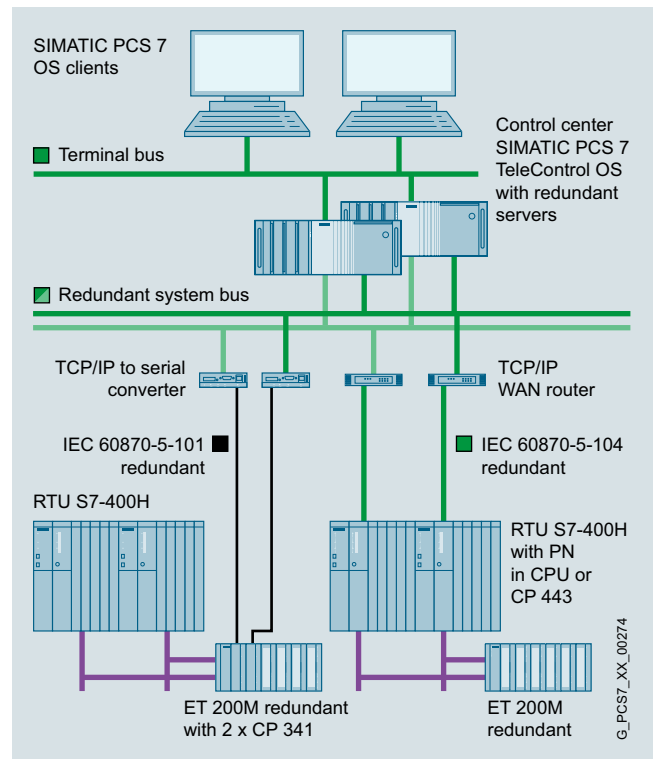 SIMATIC PCS 7
OS clients
Control center
SIMATIC PCS 7
TeleControl OS
with redundant
servers
Terminal bus
Redundant system bus
TCP/IP to serial
converter
TCP/IP
WAN router
IEC 60870-5-101
redundant
IEC 60870-5-104
redundant
RTU S7-400H
RTU S7-400H
with PN
in CPU or
CP 443
ET 200M redundant
with 2 x CP 341
ET 200M
redundant
G_PCS7_XX_00274